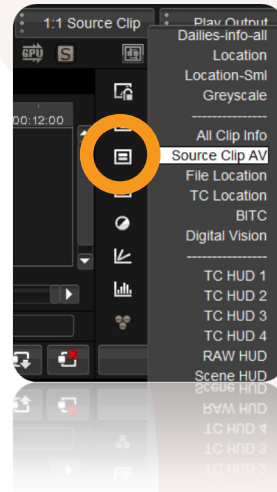 1:1 Source Clip
Play Output
GPU S
00:12:00
Dailies-info-all
Location
Location-Sml
Greyscale
----------------
All Clip Info
Source Clip AV
File Location
TC Location
BITC
Digital Vision
----------------
TC HUD 1
TC HUD 2
TC HUD 3
TC HUD 4
RAW HUD
Scene HUD